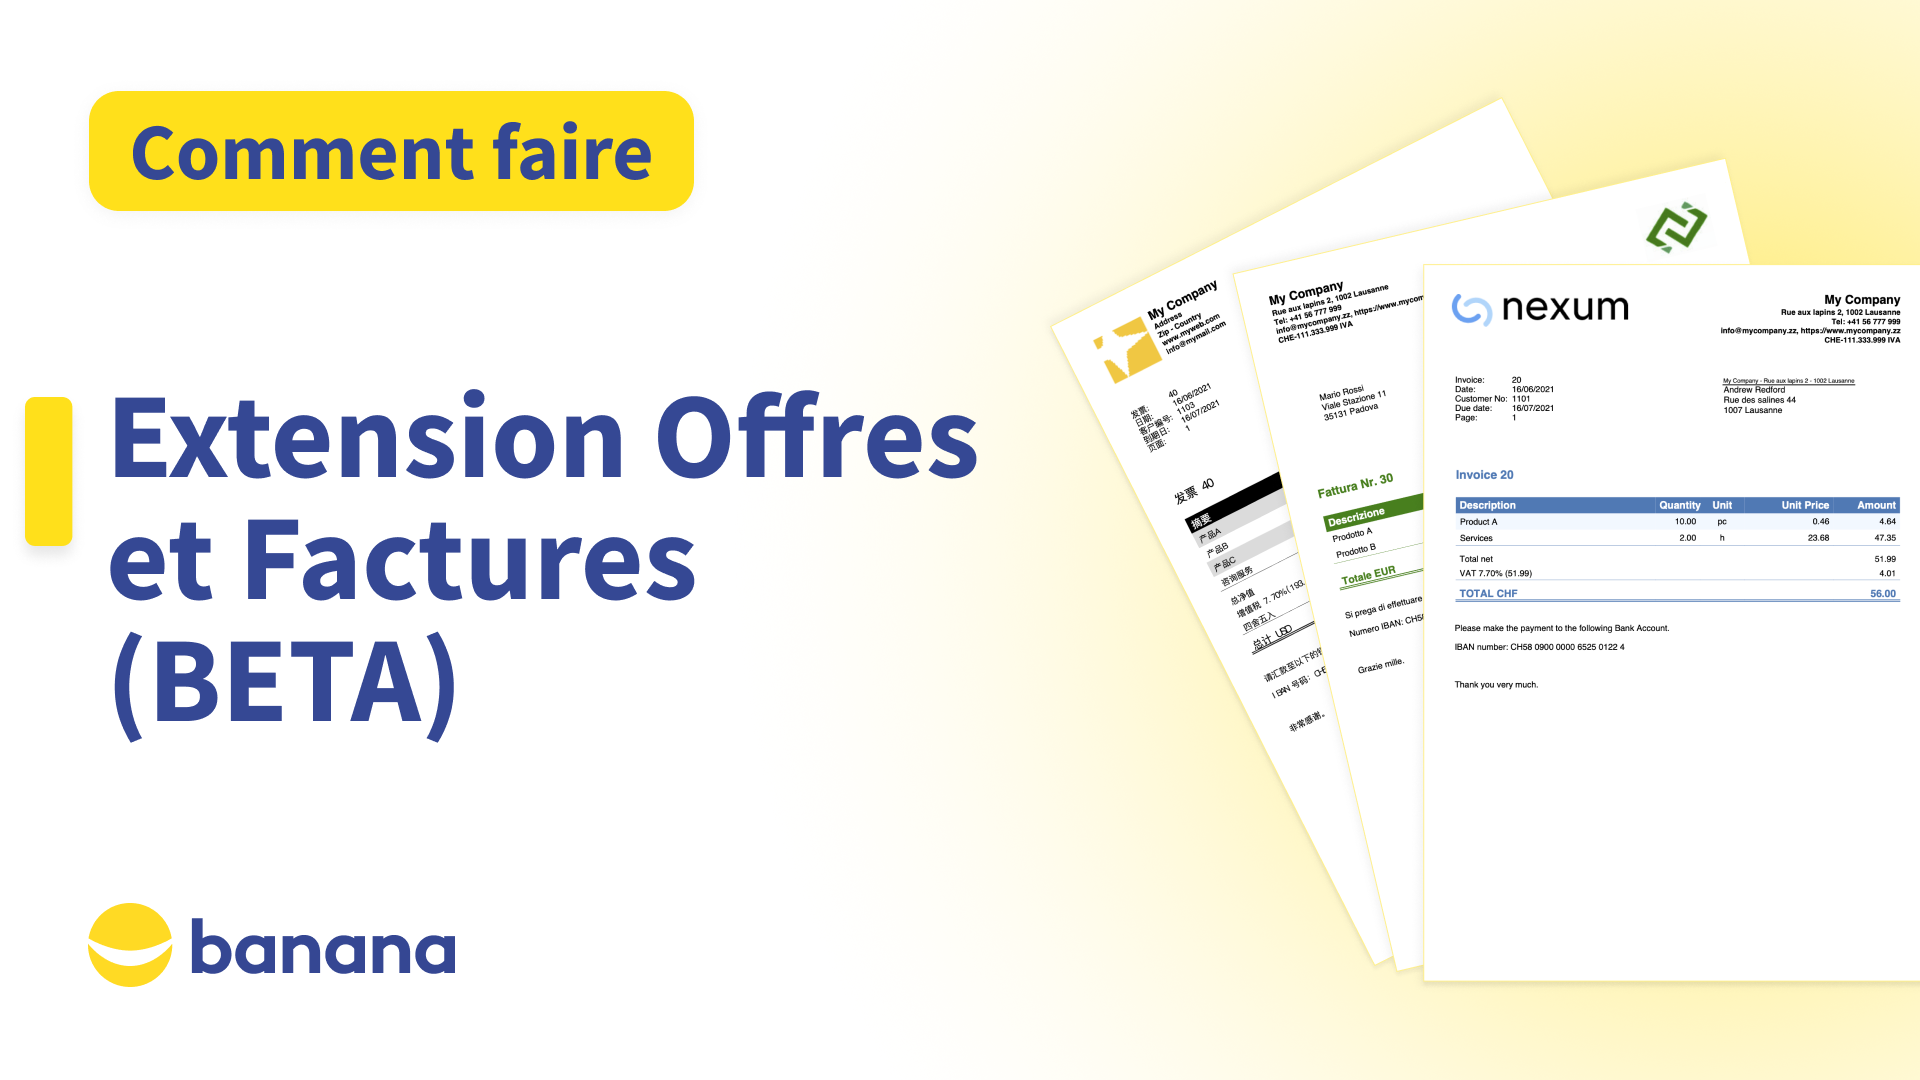 Comment faire
Extension Offres
et Factures
(BETA)
banana
My Company
Address
Zip - Country
www.myweb.com
info@mymail.com
发票: 40
日期: 16/06/2021
客户编号: 1103
到期日: 16/07/2021
页面: 1
发票 40
摘要
产品A
产品B
产品C
咨询服务
总净值
增值税 7.70%(193.
四舍五入
总计 USD
请汇款至以下的
IBAN 号码:
非常感谢。
My Company
Rue aux lapins 2, 1002 Lausanne
Tel: +41 56 777 999
info@mycompany.zz, https://www.mycom
CHE-111.333.999 IVA
Mario Rossi
Viale Stazione 11
35131 Padova
Fattura Nr. 30
Descrizione
Prodotto A
Prodotto B
Totale EUR
Si prega di effettuare
Numero IBAN: CH58
Grazie mille.
nexum
My Company
Rue aux lapins 2, 1002 Lausanne
Tel: +41 56 777 999
info@mycompany.zz, https://www.mycompany.zz
CHE-111.333.999 IVA
Invoice: 20
Date: 16/06/2021
Customer No: 1101
Due date: 16/07/2021
Page: 1
My Company - Rue aux lapins 2 - 1002 Lausanne
Andrew Redford
Rue des salines 44
1007 Lausanne
Invoice 20
Description Quantity Unit Unit Price Amount
Product A 10.00 pc 0.46 4.64
Services 2.00 h 23.68 47.35
Total net 51.99
VAT 7.70% (51.99) 4.01
TOTAL CHF 56.00
Please make the payment to the following Bank Account.
IBAN number: CH58 0900 0000 6525 0122 4
Thank you very much.